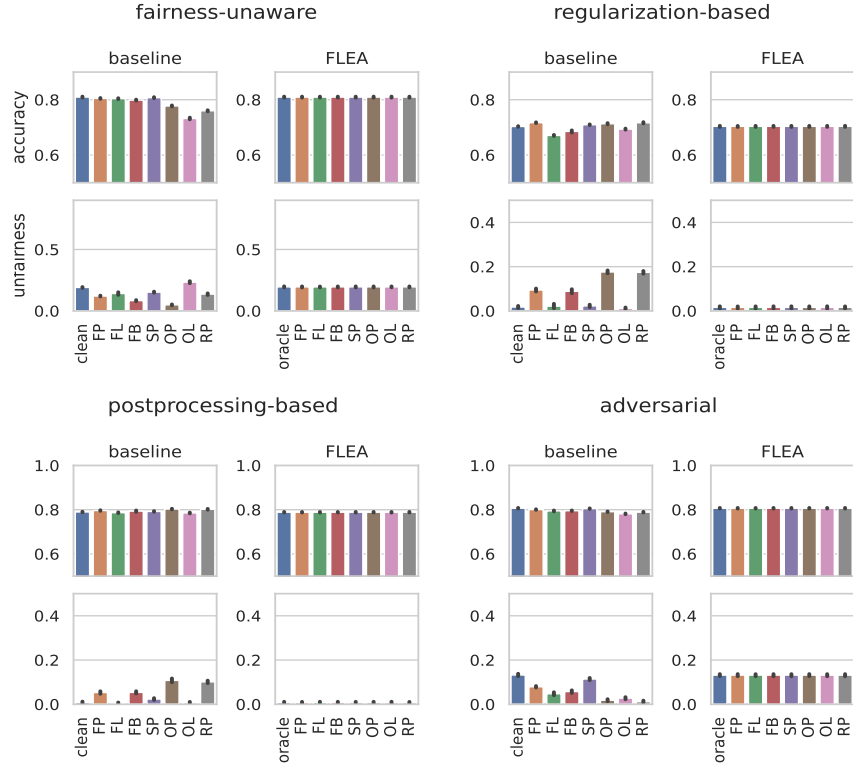 fairness-unaware regularization-based
baseline FLEA baseline FLEA
accuracy
0.8 0.8 0.8 0.8
0.6 0.6 0.6 0.6
unfairness
0.4 0.4
0.5 0.5
0.2 0.2
0.0 0.0 0.0 0.0
clean FP FL FB SP OP OL RP oracle FP FL FB SP OP OL RP clean FP FL FB SP OP OL RP oracle FP FL FB SP OP OL RP
postprocessing-based adversarial
baseline FLEA baseline FLEA
1.0 1.0 1.0 1.0
0.8 0.8 0.8 0.8
0.6 0.6 0.6 0.6
0.4 0.4 0.4 0.4
0.2 0.2 0.2 0.2
0.0 0.0 0.0 0.0
clean FP FL FB SP OP OL RP oracle FP FL FB SP OP OL RP clean FP FL FB SP OP OL RP oracle FP FL FB SP OP OL RP